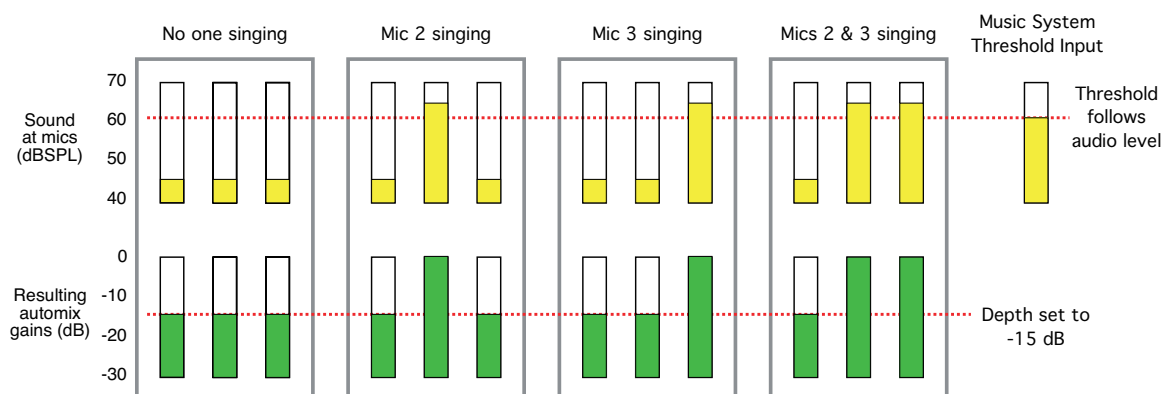 No one singing
Mic 2 singing
Mic 3 singing
Mics 2 & 3 singing
Music System
Threshold Input
Sound
at mics
(dBSPL)
70
60
50
40
Threshold
follows
audio level
Resulting
automix
gains (dB)
0
-10
-20
-30
Depth set to
-15 dB